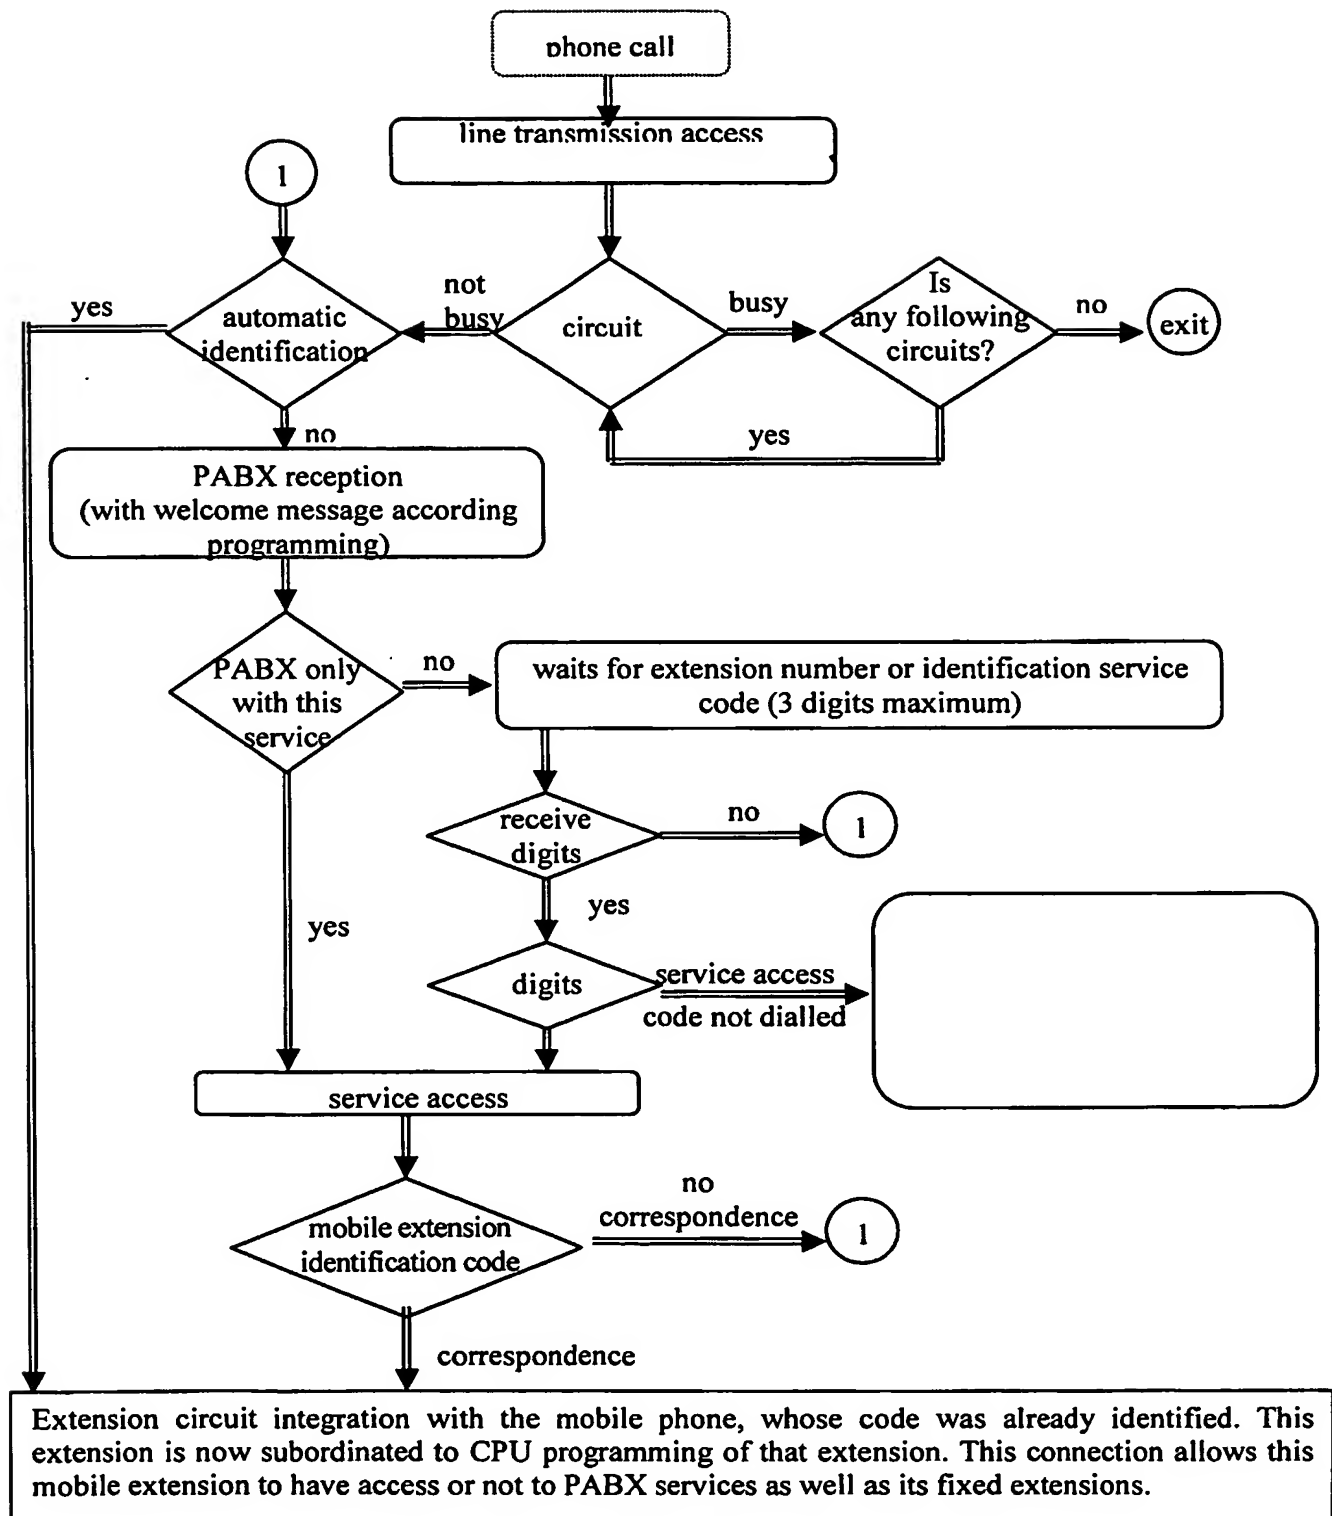 phone call
line transmission access
1
yes
automatic
identification
not
busy
circuit
busy
Is
any following
circuits?
no
exit
yes
no
PABX reception
(with welcome message according
programming)
PABX only
with this
service
no
waits for extension number or identification service
code (3 digits maximum)
receive
digits
no
1
yes
yes
digits
service access
code not dialled
service access
mobile extension
identification code
no
correspondence
1
correspondence
Extension circuit integration with the mobile phone, whose code was already identified. This
extension is now subordinated to CPU programming of that extension. This connection allows this
mobile extension to have access or not to PABX services as well as its fixed extensions.